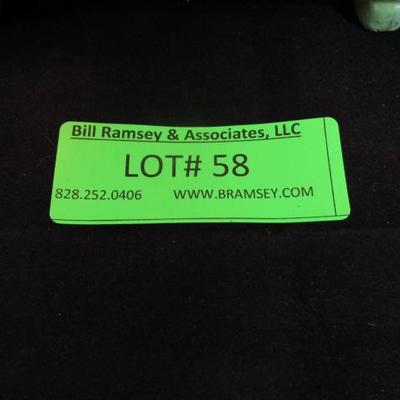 Bill Ramsey & Associates, LLC
LOT# 58
828.252.0406 WWW.BRAMSEY.COM